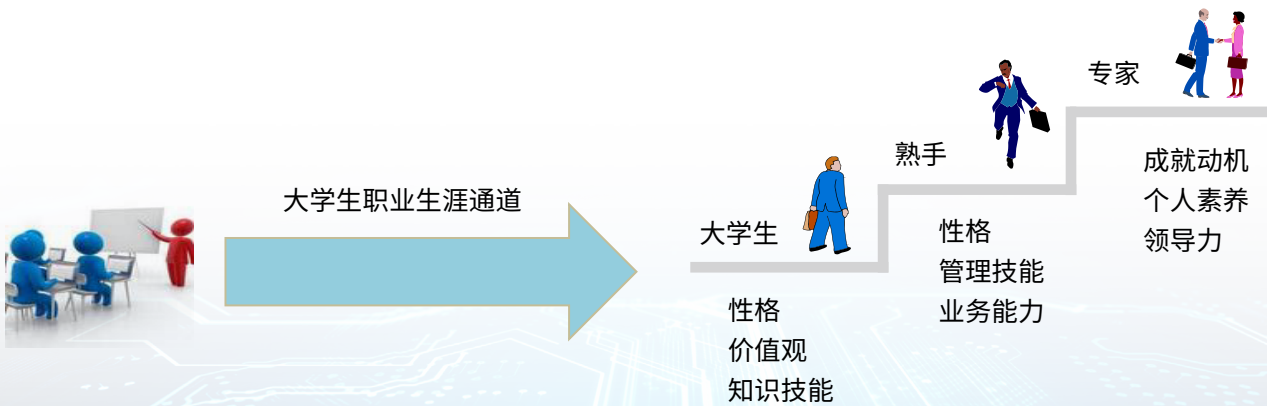 大学生职业生涯通道
大学生
性格
价值观
知识技能
熟手
性格
管理技能
业务能力
专家
成就动机
个人素养
领导力